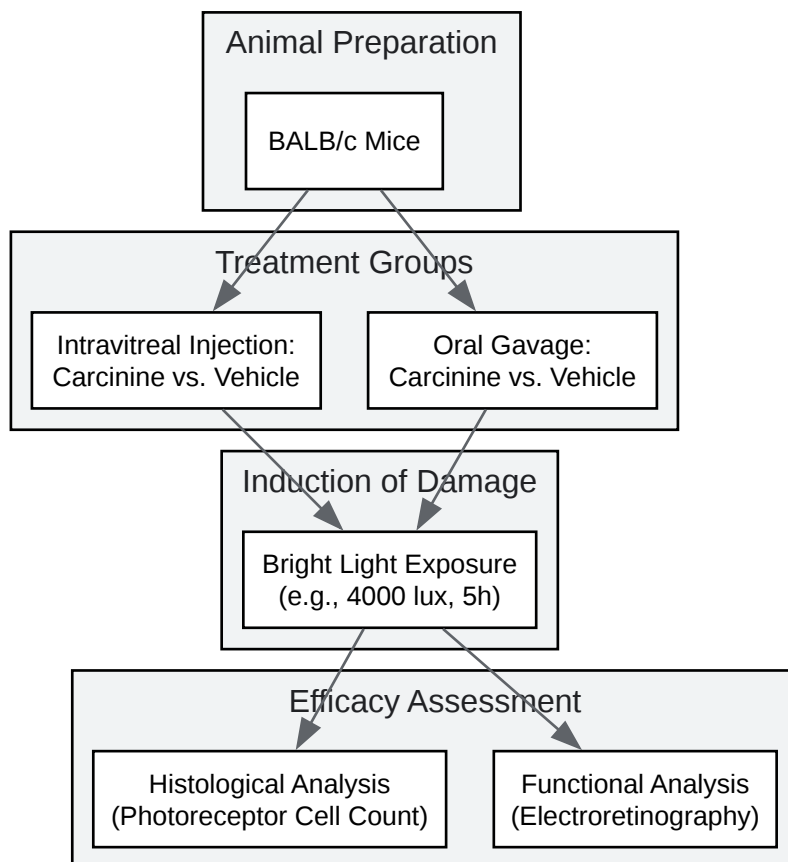 Animal Preparation
BALB/c Mice
Treatment Groups
Intravitreal Injection:
Carcinine vs. Vehicle
Oral Gavage:
Carcinine vs. Vehicle
Induction of Damage
Bright Light Exposure
(e.g., 4000 lux, 5h)
Efficacy Assessment
Histological Analysis
(Photoreceptor Cell Count)
Functional Analysis
(Electroretinography)